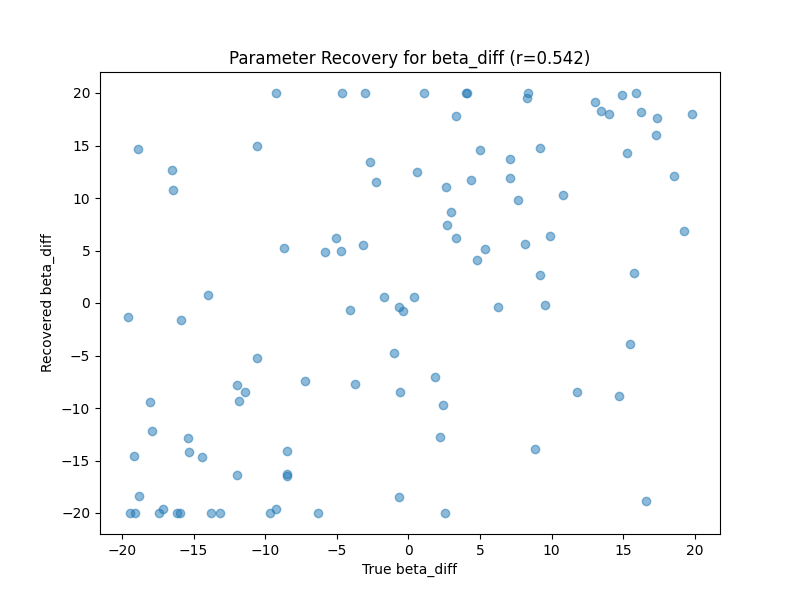 Parameter Recovery for beta_diff (r=0.542)
Recovered beta_diff
20
15
10
5
0
−5
−10
−15
−20
−20 −15 −10 −5 0 5 10 15 20
True beta_diff